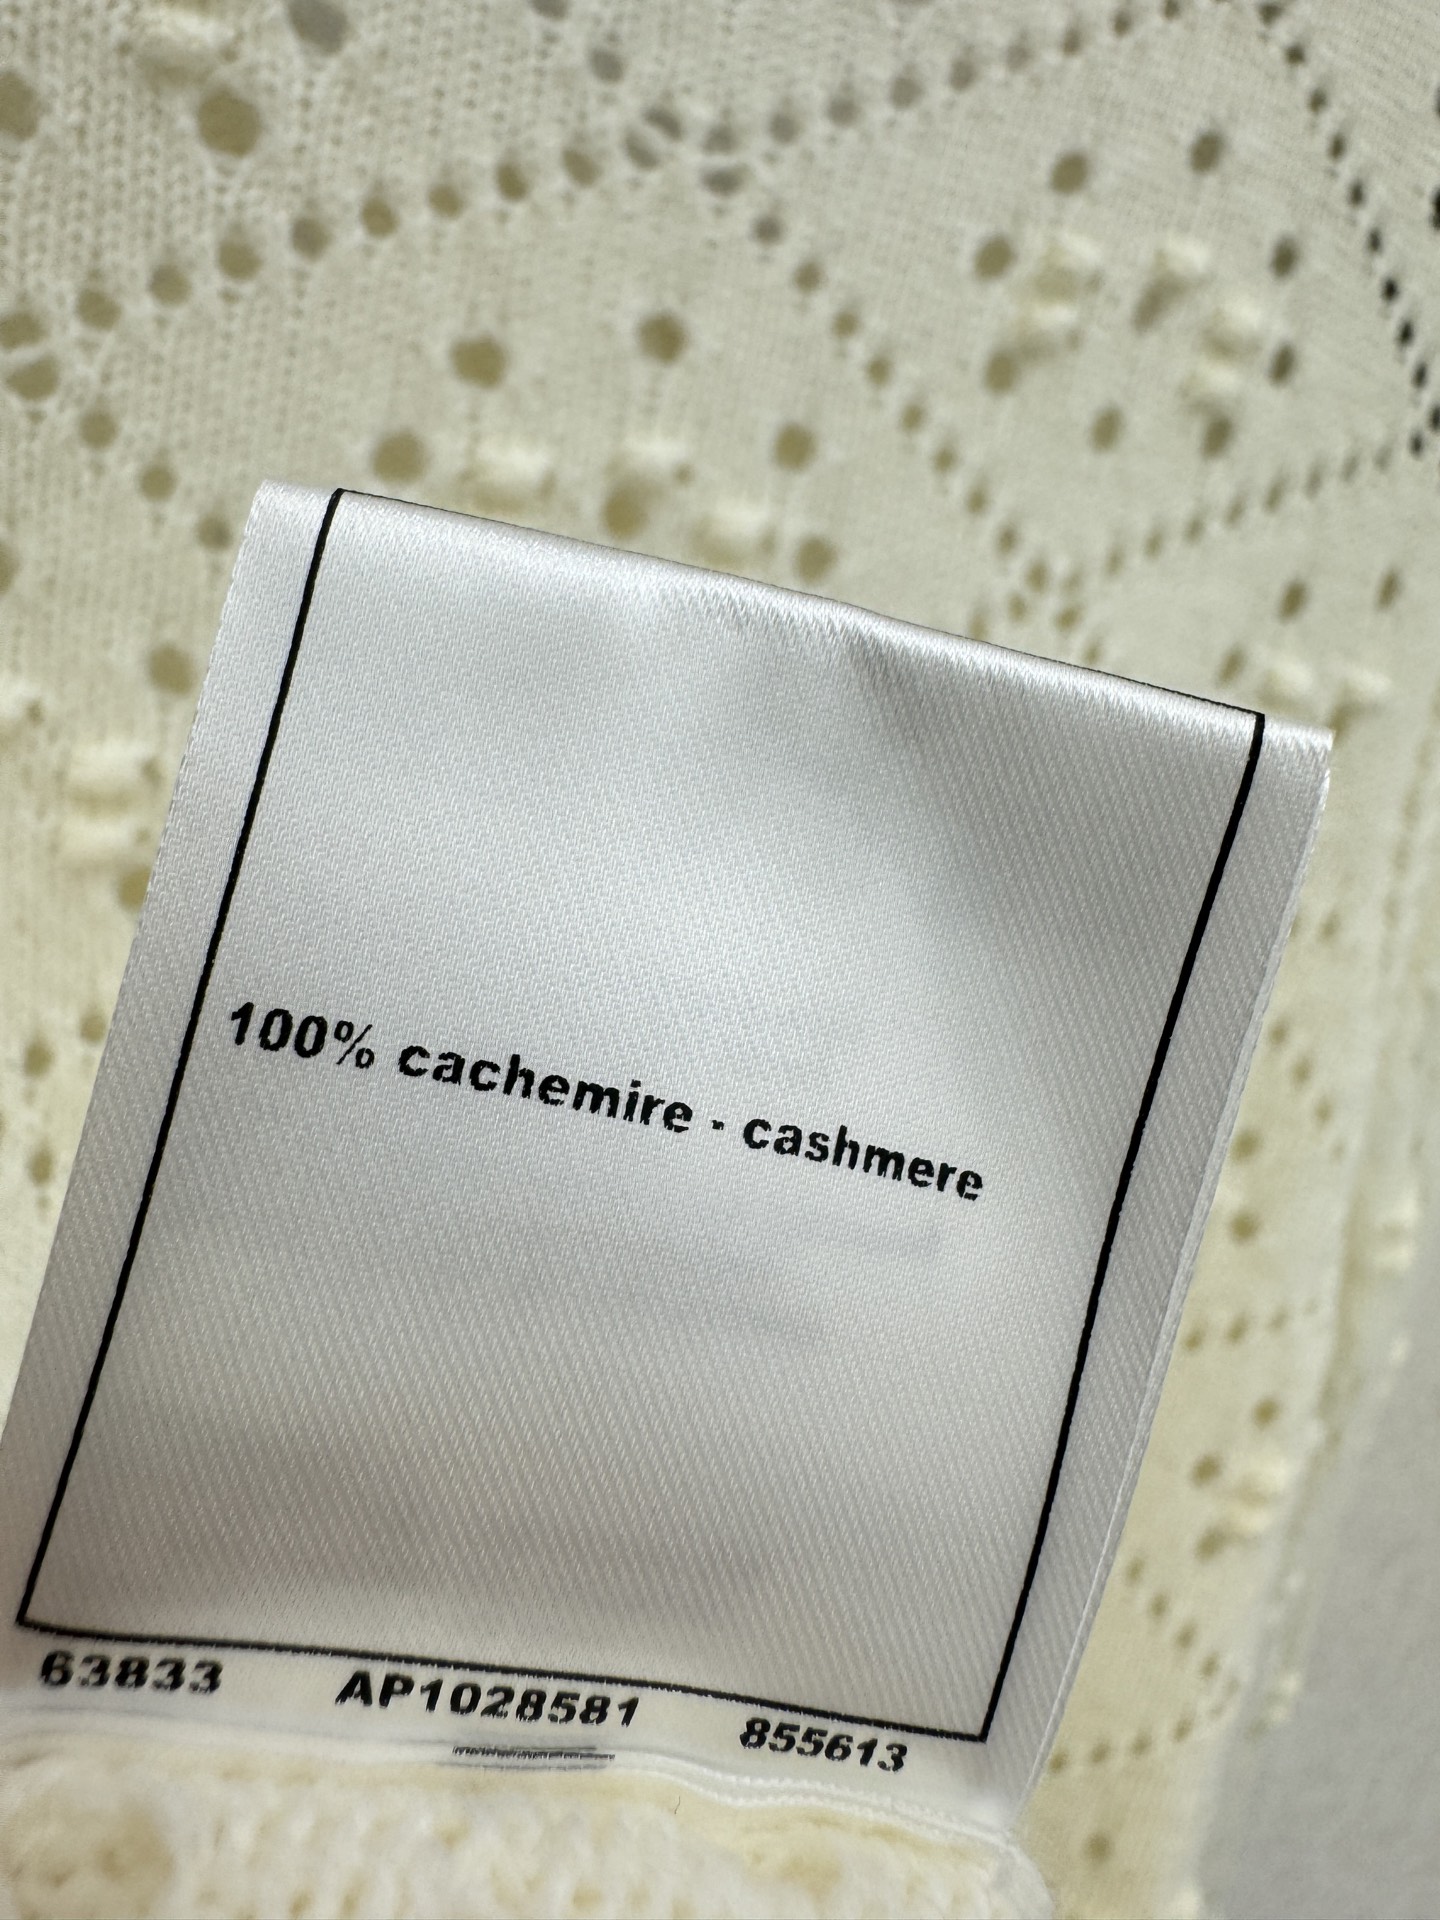 100% cachemire - cashmere
63833 AP1028581 855613